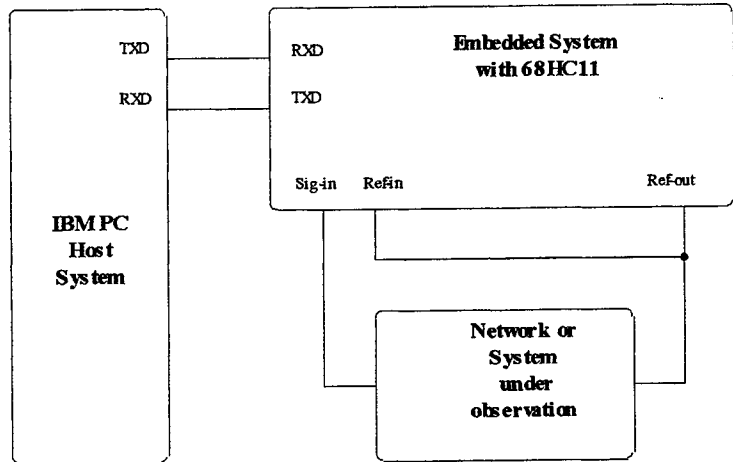 TXD
RXD
IBM PC
Host
System
RXD
TXD
Embedded System
with 68HC11
Sig-in
Ref-in
Ref-out
Network or
System
under
observation